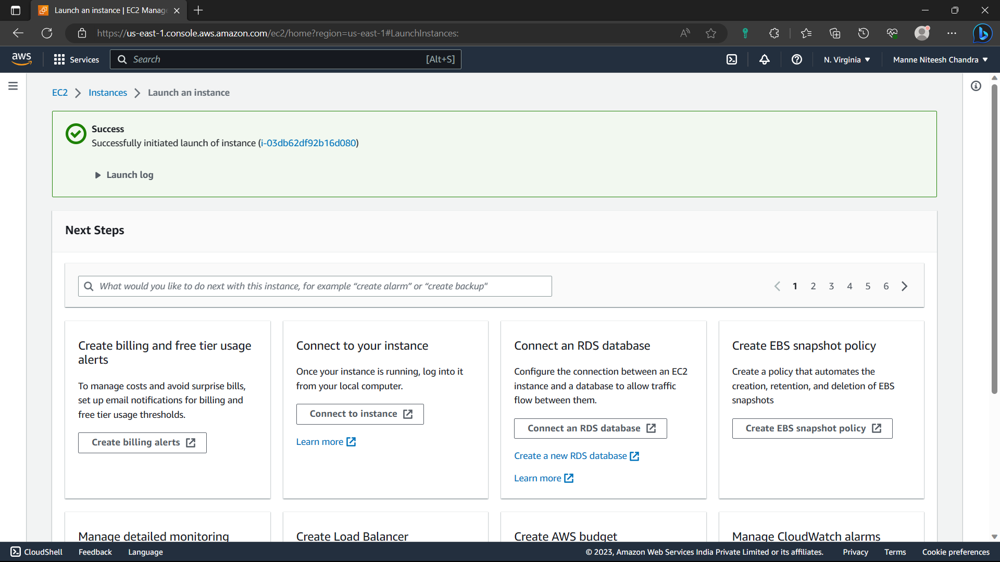 Launch an instance | EC2 Manage
https://us-east-1.console.aws.amazon.com/ec2/home?region=us-east-1#LaunchInstances:
aws Services Search [Alt+S] N. Virginia Manne Niteesh Chandra
EC2 Instances Launch an instance
Success
Successfully initiated launch of instance (i-03db62df92b16d080)
Launch log
Next Steps
What would you like to do next with this instance, for example “create alarm” or “create backup"
1 2 3 4 5 6
Create billing and free tier usage
alerts
To manage costs and avoid surprise bills,
set up email notifications for billing and
free tier usage thresholds.
Create billing alerts
Connect to your instance
Once your instance is running, log into it
from your local computer.
Connect to instance
Learn more
Connect an RDS database
Configure the connection between an EC2
instance and a database to allow traffic
flow between them.
Connect an RDS database
Create a new RDS database
Learn more
Create EBS snapshot policy
Create a policy that automates the
creation, retention, and deletion of EBS
snapshots
Create EBS snapshot policy
Manage detailed monitoring
Create Load Balancer
Create AWS budget
Manage CloudWatch alarms
CloudShell Feedback Language © 2023, Amazon Web Services India Private Limited or its affiliates. Privacy Terms Cookie preferences